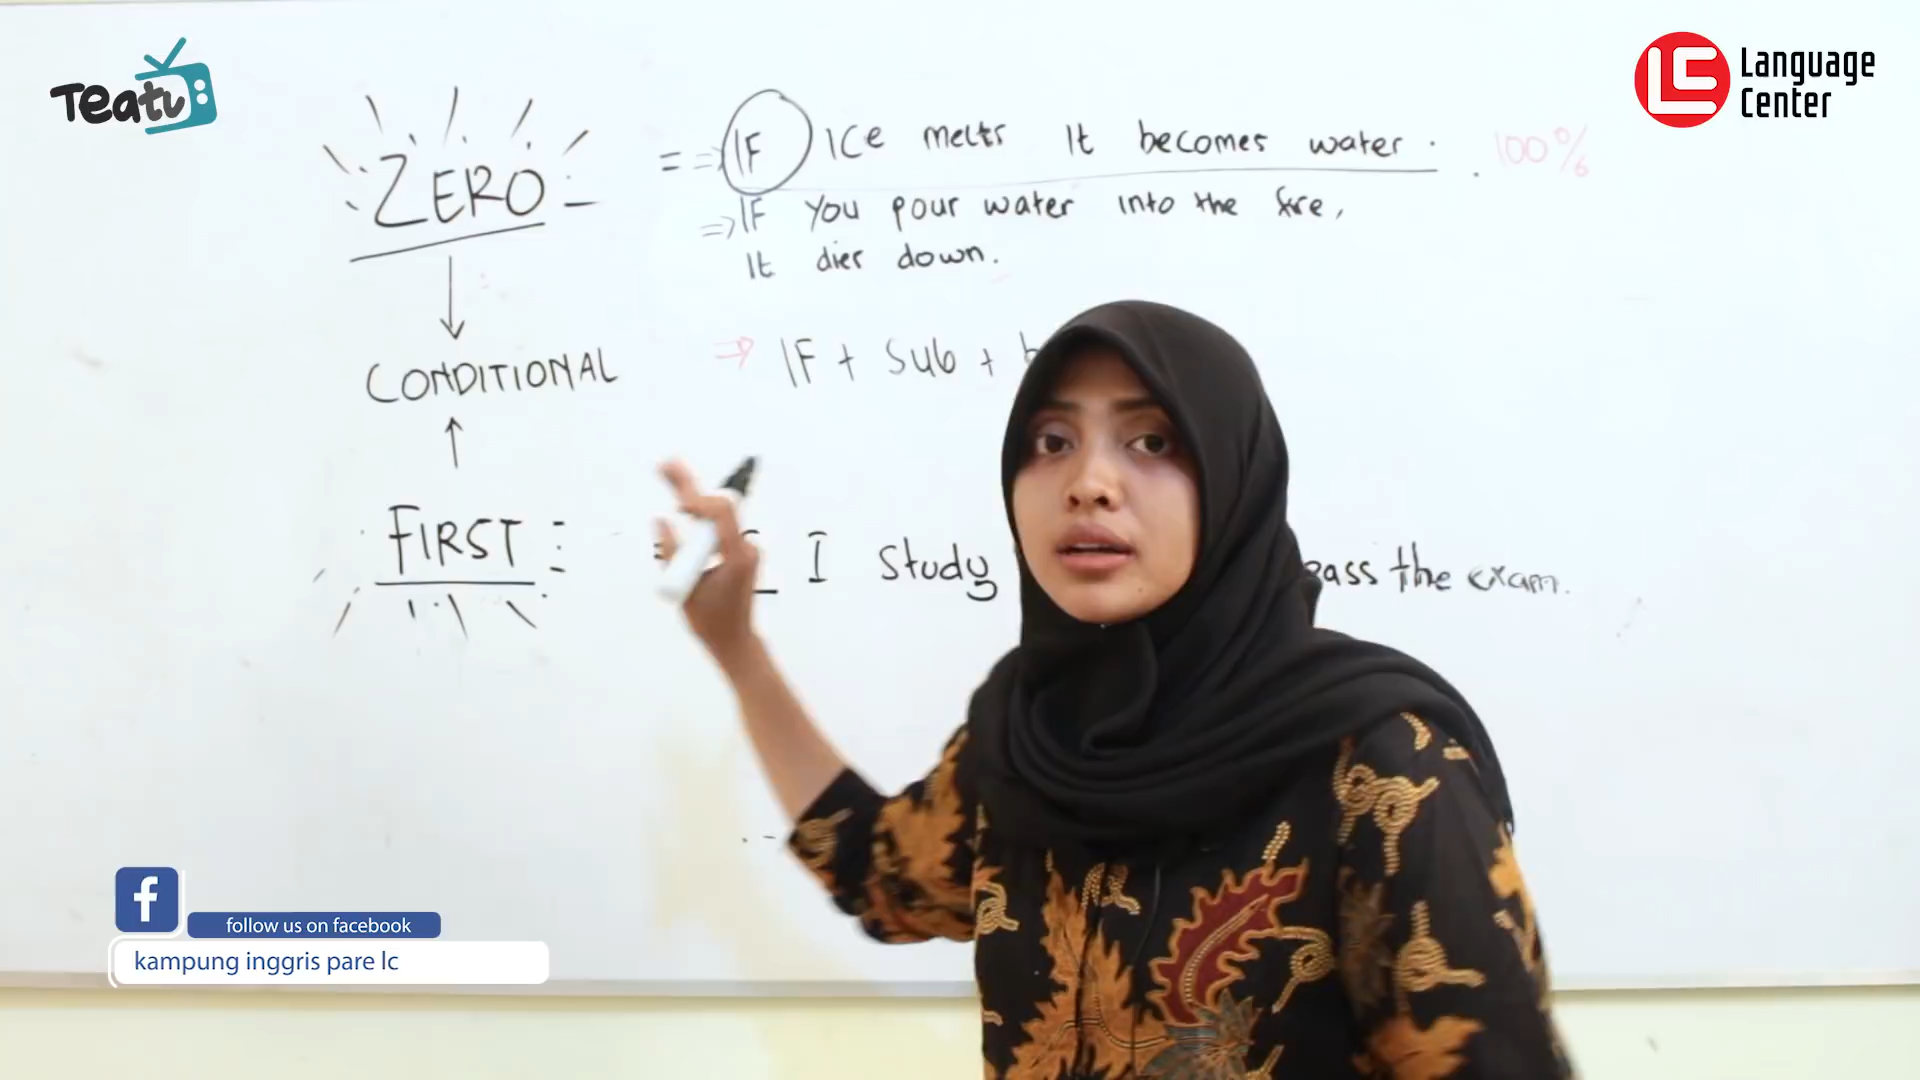 Teatv
LC Language Center
ZERO
== => IF ICe melts It becomes water. 100%
=> IF You pour water into the fire,
It dies down.
CONDITIONAL
=> IF + Sub +
FIRST
I Study pass the exam.
follow us on facebook
kampung inggris pare lc